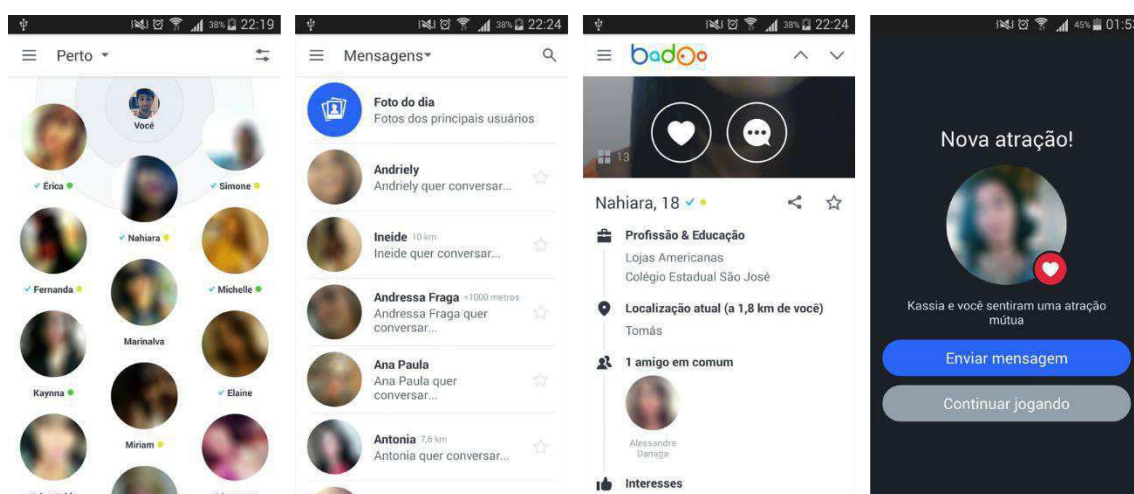 38% 22:19
Perto
Você
Érica
Simone
Nahiara
Fernanda
Michelle
Marinalva
Kaynna
Elaine
Miriam
38% 22:24
Mensagens
Foto do dia
Fotos dos principais usuários
Andriely
Andriely quer conversar...
Ineide 10 km
Ineide quer conversar...
Andressa Fraga <1000 metros
Andressa Fraga quer
conversar...
Ana Paula
Ana Paula quer
conversar...
Antonia 7,6 km
Antonia quer conversar...
38% 22:24
badoo
13
Nahiara, 18
Profissão & Educação
Lojas Americanas
Colégio Estadual São José
Localização atual (a 1,8 km de você)
Tomás
1 amigo em comum
Alessandra
Danaga
Interesses
45%
Nova atração!
Kassia e você sentiram uma atração
mútua
Enviar mensagem
Continuar jogando